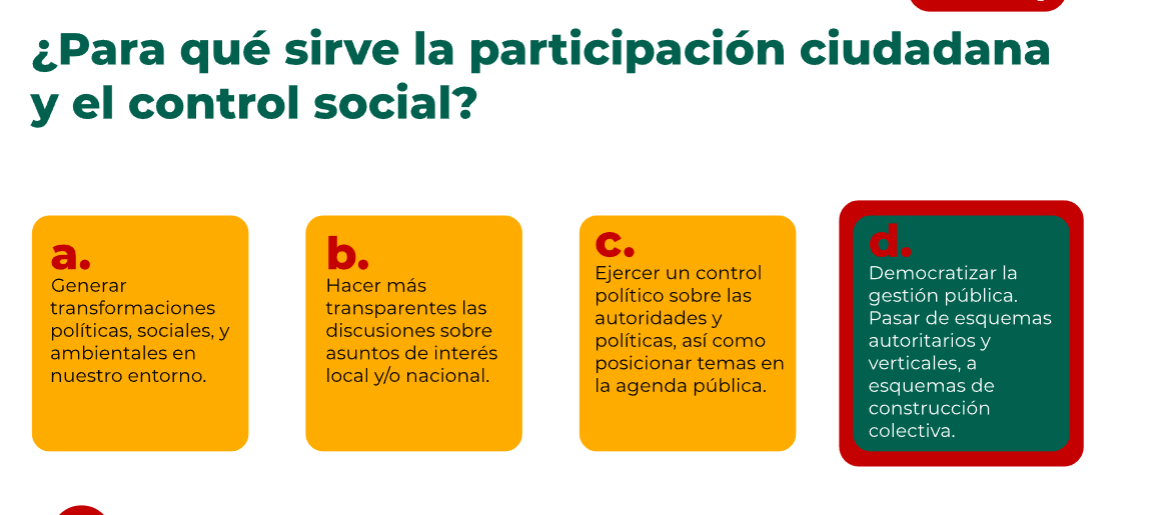 ¿Para qué sirve la participación ciudadana
y el control social?
a.
Generar
transformaciones
políticas, sociales, y
ambientales en
nuestro entorno.
b.
Hacer más
transparentes las
discusiones sobre
asuntos de interés
local y/o nacional.
c.
Ejercer un control
político sobre las
autoridades y
políticas, así como
posicionar temas en
la agenda pública.
d.
Democratizar la
gestión pública.
Pasar de esquemas
autoritarios y
verticales, a
esquemas de
construcción
colectiva.